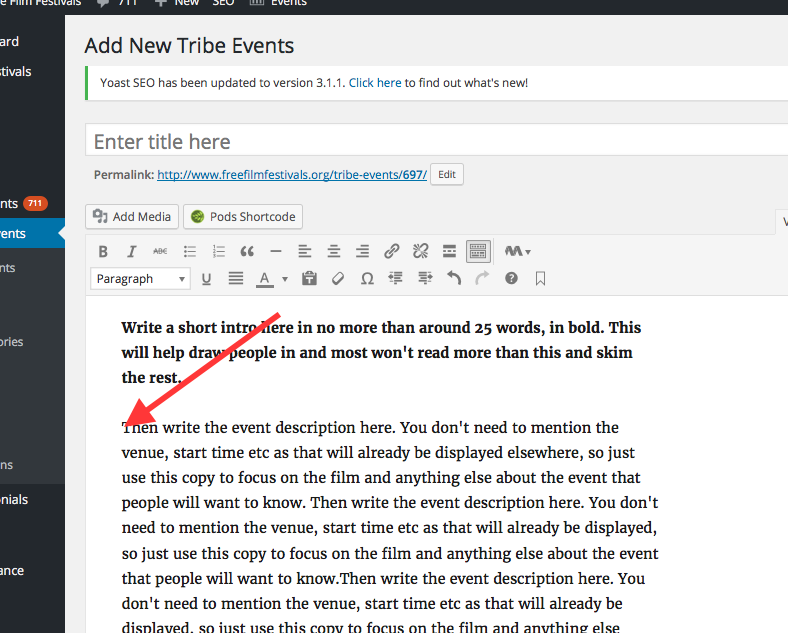 e Film Festivals 711 New SEO Events
ard
Add New Tribe Events
tivals
Yoast SEO has been updated to version 3.1.1. Click here to find out what's new!
Enter title here
Permalink: http://www.freefilmfestivals.org/tribe-events/697/ Edit
nts 711
Add Media Pods Shortcode
vents
B I ABC
nts
Paragraph U A
Write a short intro here in no more than around 25 words, in bold. This
ories
will help draw people in and most won't read more than this and skim
the rest.
Then write the event description here. You don't need to mention the
venue, start time etc as that will already be displayed elsewhere, so just
ns
use this copy to focus on the film and anything else about the event that
onials
people will want to know. Then write the event description here. You don't
need to mention the venue, start time etc as that will already be displayed,
so just use this copy to focus on the film and anything else about the event
ance
that people will want to know.Then write the event description here. You
don't need to mention the venue, start time etc as that will already be
displayed, so just use this copy to focus on the film and anything else